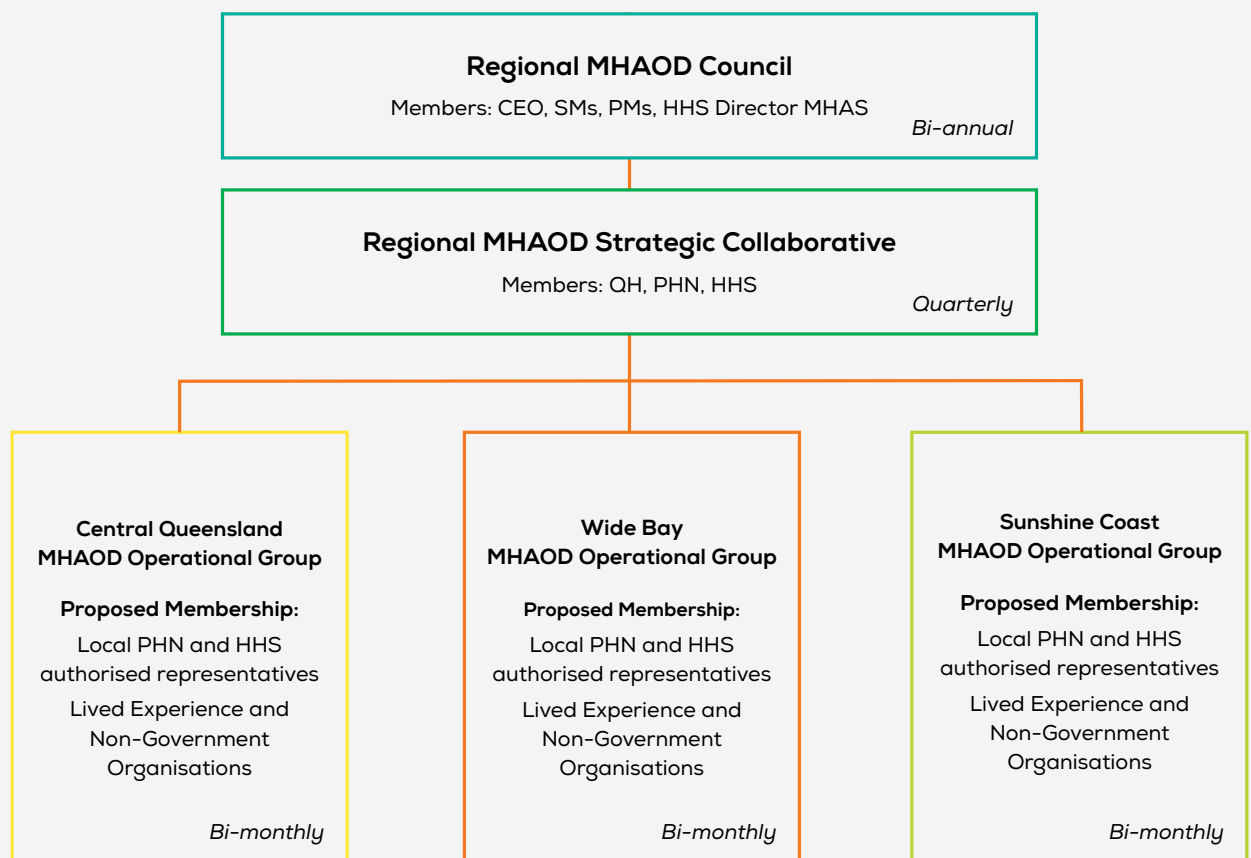 Regional MHAOD Council
Members: CEO, SMs, PMs, HHS Director MHAS
Bi-annual
Regional MHAOD Strategic Collaborative
Members: QH, PHN, HHS
Quarterly
Central Queensland
MHAOD Operational Group
Proposed Membership:
Local PHN and HHS
authorised representatives
Lived Experience and
Non-Government
Organisations
Bi-monthly
Wide Bay
MHAOD Operational Group
Proposed Membership:
Local PHN and HHS
authorised representatives
Lived Experience and
Non-Government
Organisations
Bi-monthly
Sunshine Coast
MHAOD Operational Group
Proposed Membership:
Local PHN and HHS
authorised representatives
Lived Experience and
Non-Government
Organisations
Bi-monthly